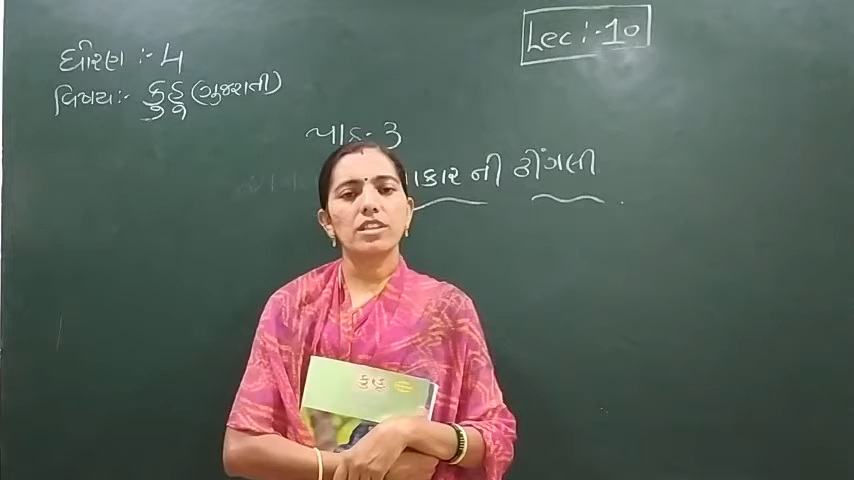 Lec :- 10
ધોરણ :- 4
વિષય :- કુહૂ (ગુજરાતી)
પાઠ - 3
ની ઢીંગલી
કુહૂ